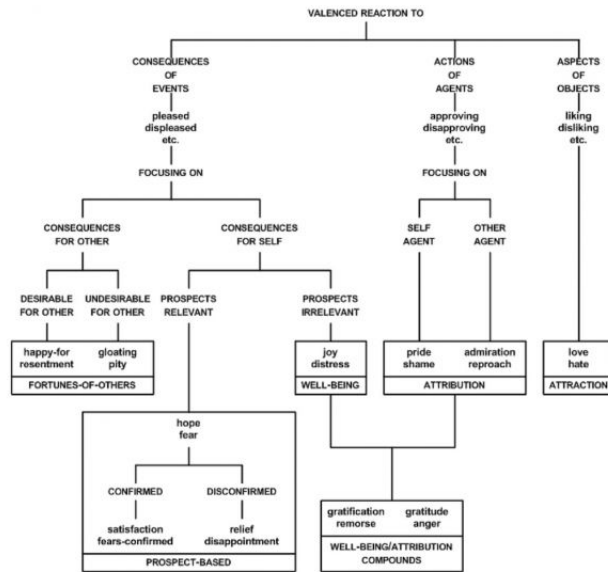 VALENCED REACTION TO
CONSEQUENCES
OF
EVENTS
ACTIONS
OF
AGENTS
ASPECTS
OF
OBJECTS
pleased
displeased
etc.
approving
disapproving
etc.
liking
disliking
etc.
FOCUSING ON
FOCUSING ON
CONSEQUENCES
FOR OTHER
CONSEQUENCES
FOR SELF
SELF
AGENT
OTHER
AGENT
DESIRABLE
FOR OTHER
UNDESIRABLE
FOR OTHER
PROSPECTS
RELEVANT
PROSPECTS
IRRELEVANT
happy-for
resentment
gloating
pity
FORTUNES-OF-OTHERS
joy
distress
WELL-BEING
pride
shame
admiration
reproach
ATTRIBUTION
love
hate
ATTRACTION
hope
fear
CONFIRMED
DISCONFIRMED
satisfaction
fears-confirmed
relief
disappointment
PROSPECT-BASED
gratification
remorse
gratitude
anger
WELL-BEING/ATTRIBUTION
COMPOUNDS